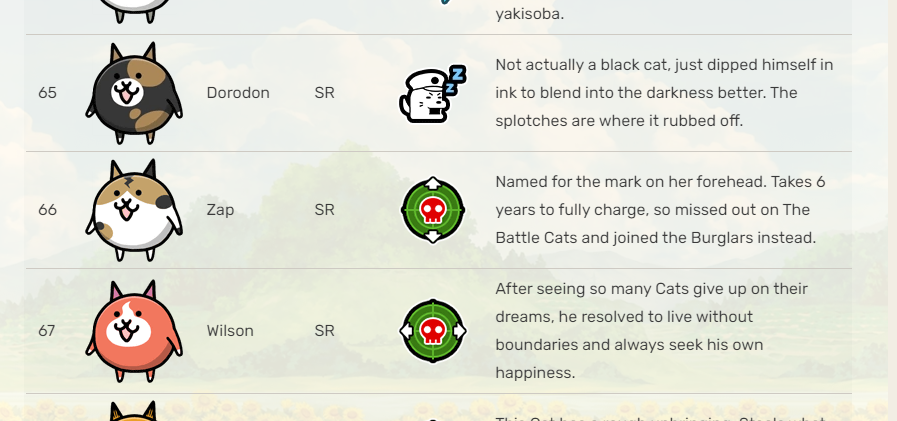 yakisoba.
65
Dorodon
SR
z
z
z
Not actually a black cat, just dipped himself in
ink to blend into the darkness better. The
splotches are where it rubbed off.
66
Zap
SR
Named for the mark on her forehead. Takes 6
years to fully charge, so missed out on The
Battle Cats and joined the Burglars instead.
67
Wilson
SR
After seeing so many Cats give up on their
dreams, he resolved to live without
boundaries and always seek his own
happiness.